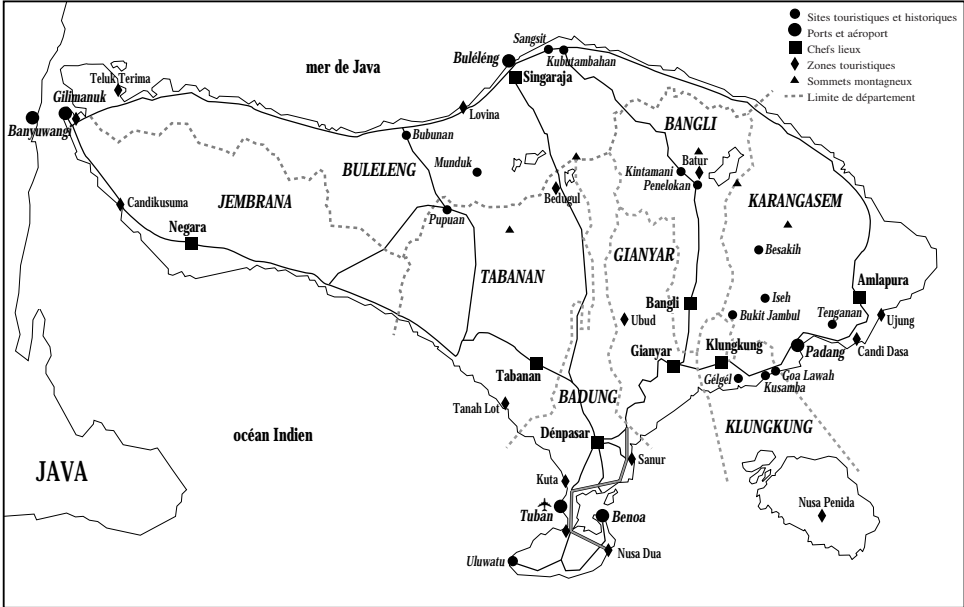 Sites touristiques et historiques
Ports et aéroport
Chefs lieux
Zones touristiques
Sommets montagneux
Limite de département
mer de Java
Buléléng
Sangsit
Kubutambahan
Singaraja
Teluk Terima
Gilimanuk
Banyuwangi
Lovina
Bubunan
BULELENG
Munduk
BANGLI
Batur
Kintamani
Penelokan
Bedugul
KARANGASEM
JEMBRANA
Candikusuma
Negara
Pupuan
TABANAN
GIANYAR
Besakih
Amlapura
Iseh
Bangli
Bukit Jambul
Tenganan
Ujung
Ubud
Padang
Candi Dasa
Gianyar
Klungkung
Goa Lawah
Gélgél
Kusamba
Tabanan
BADUNG
Tanah Lot
KLUNGKUNG
océan Indien
Dénpasar
Sanur
JAVA
Kuta
Nusa Penida
Tuban
Benoa
Nusa Dua
Uluwatu